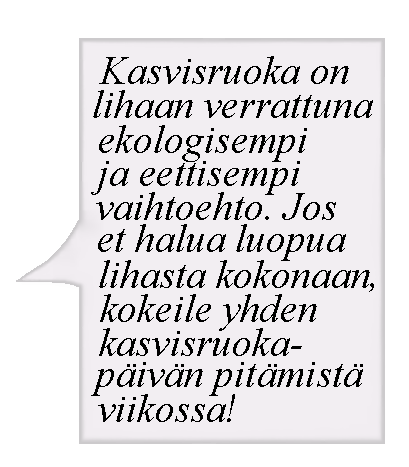 Kasvisruoka on
lihaan verrattuna
ekologisempi
ja eettisempi
vaihtoehto. Jos
et halua luopua
lihasta kokonaan,
kokeile yhden
kasvisruoka-
päivän pitämistä
viikossa!